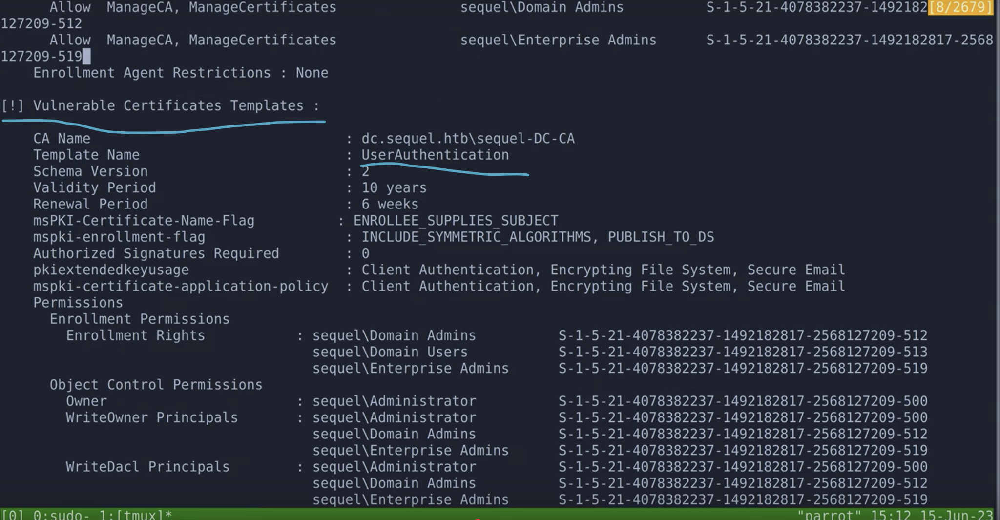 Allow  ManageCA, ManageCertificates               sequel\Domain Admins          S-1-5-21-4078382237-1492182[8/2679]
127209-512
Allow  ManageCA, ManageCertificates               sequel\Enterprise Admins      S-1-5-21-4078382237-1492182817-2568
127209-519
Enrollment Agent Restrictions : None
[!] Vulnerable Certificates Templates :
CA Name                               : dc.sequel.htb\sequel-DC-CA
Template Name                         : UserAuthentication
Schema Version                        : 2
Validity Period                       : 10 years
Renewal Period                        : 6 weeks
msPKI-Certificate-Name-Flag          : ENROLLEE_SUPPLIES_SUBJECT
mspki-enrollment-flag                 : INCLUDE_SYMMETRIC_ALGORITHMS, PUBLISH_TO_DS
Authorized Signatures Required        : 0
pkiextendedkeyusage                   : Client Authentication, Encrypting File System, Secure Email
mspki-certificate-application-policy  : Client Authentication, Encrypting File System, Secure Email
Permissions
Enrollment Permissions
Enrollment Rights           : sequel\Domain Admins          S-1-5-21-4078382237-1492182817-2568127209-512
sequel\Domain Users           S-1-5-21-4078382237-1492182817-2568127209-513
sequel\Enterprise Admins      S-1-5-21-4078382237-1492182817-2568127209-519
Object Control Permissions
Owner                       : sequel\Administrator          S-1-5-21-4078382237-1492182817-2568127209-500
WriteOwner Principals       : sequel\Administrator          S-1-5-21-4078382237-1492182817-2568127209-500
sequel\Domain Admins          S-1-5-21-4078382237-1492182817-2568127209-512
sequel\Enterprise Admins      S-1-5-21-4078382237-1492182817-2568127209-519
WriteDacl Principals        : sequel\Administrator          S-1-5-21-4078382237-1492182817-2568127209-500
sequel\Domain Admins          S-1-5-21-4078382237-1492182817-2568127209-512
sequel\Enterprise Admins      S-1-5-21-4078382237-1492182817-2568127209-519
[0] 0:sudo- 1:[tmux]* "parrot" 15:12 15-Jun-23